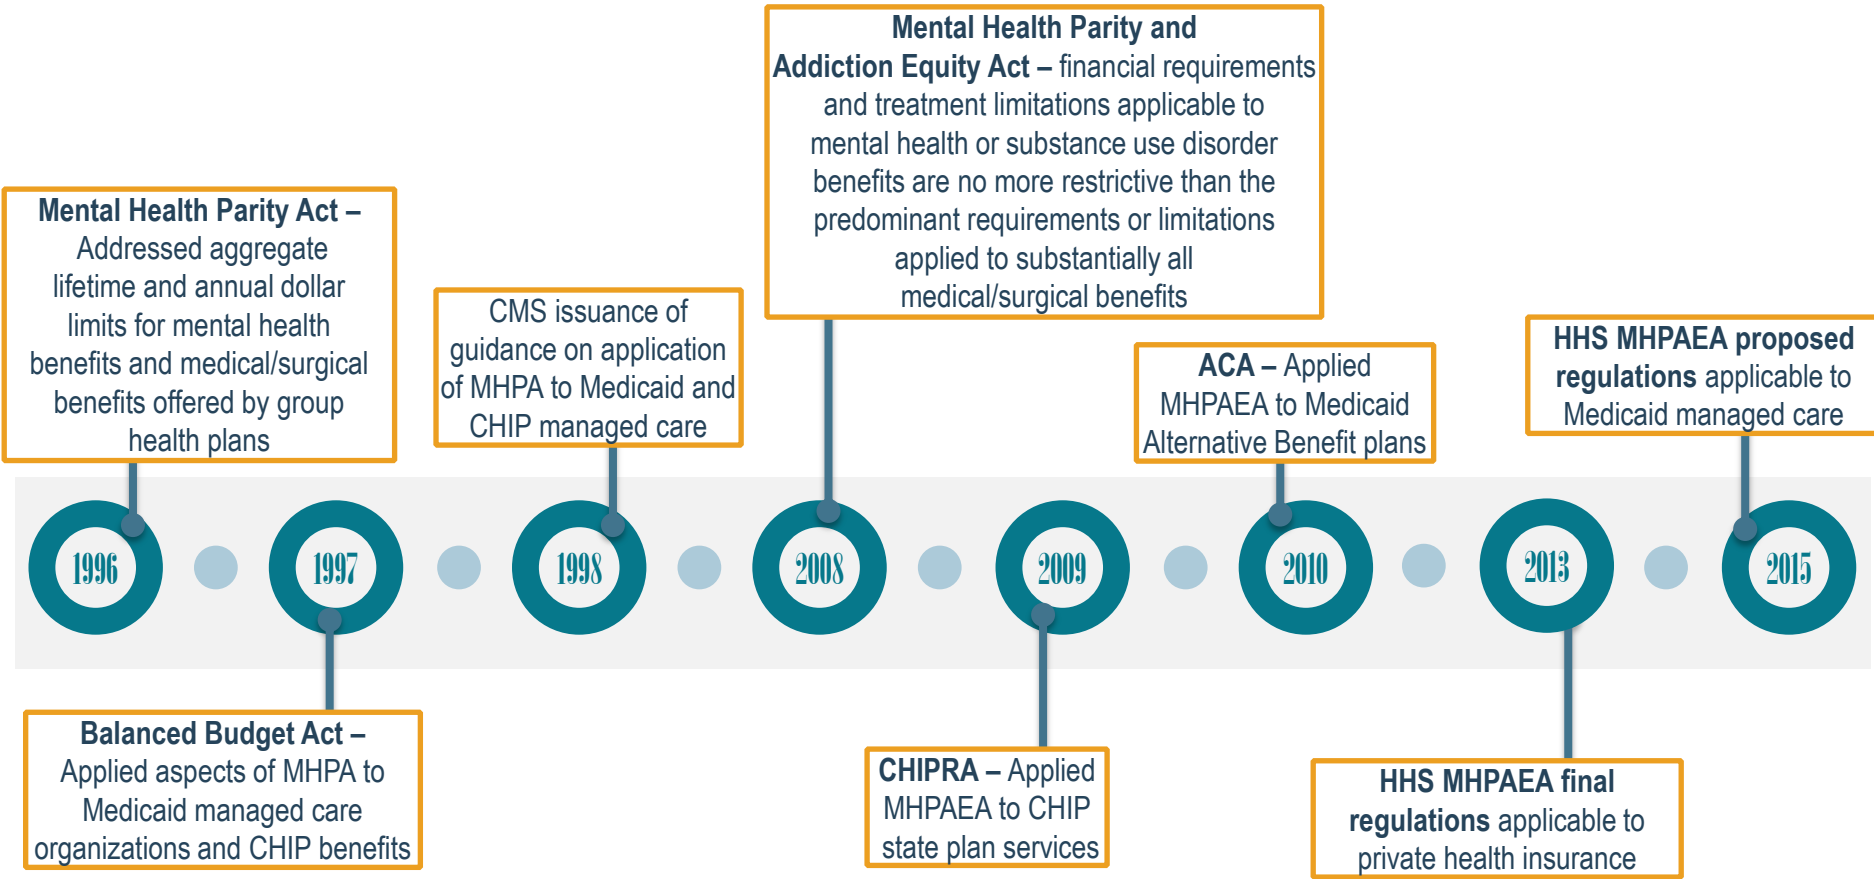 Mental Health Parity and
Addiction Equity Act – financial requirements
and treatment limitations applicable to
mental health or substance use disorder
benefits are no more restrictive than the
predominant requirements or limitations
applied to substantially all
medical/surgical benefits
Mental Health Parity Act –
Addressed aggregate
lifetime and annual dollar
limits for mental health
benefits and medical/surgical
benefits offered by group
health plans
CMS issuance of
guidance on application
of MHPA to Medicaid and
CHIP managed care
ACA – Applied
MHPAEA to Medicaid
Alternative Benefit plans
HHS MHPAEA proposed
regulations applicable to
Medicaid managed care
1996
1997
1998
2008
2009
2010
2013
2015
Balanced Budget Act –
Applied aspects of MHPA to
Medicaid managed care
organizations and CHIP benefits
CHIPRA – Applied
MHPAEA to CHIP
state plan services
HHS MHPAEA final
regulations applicable to
private health insurance